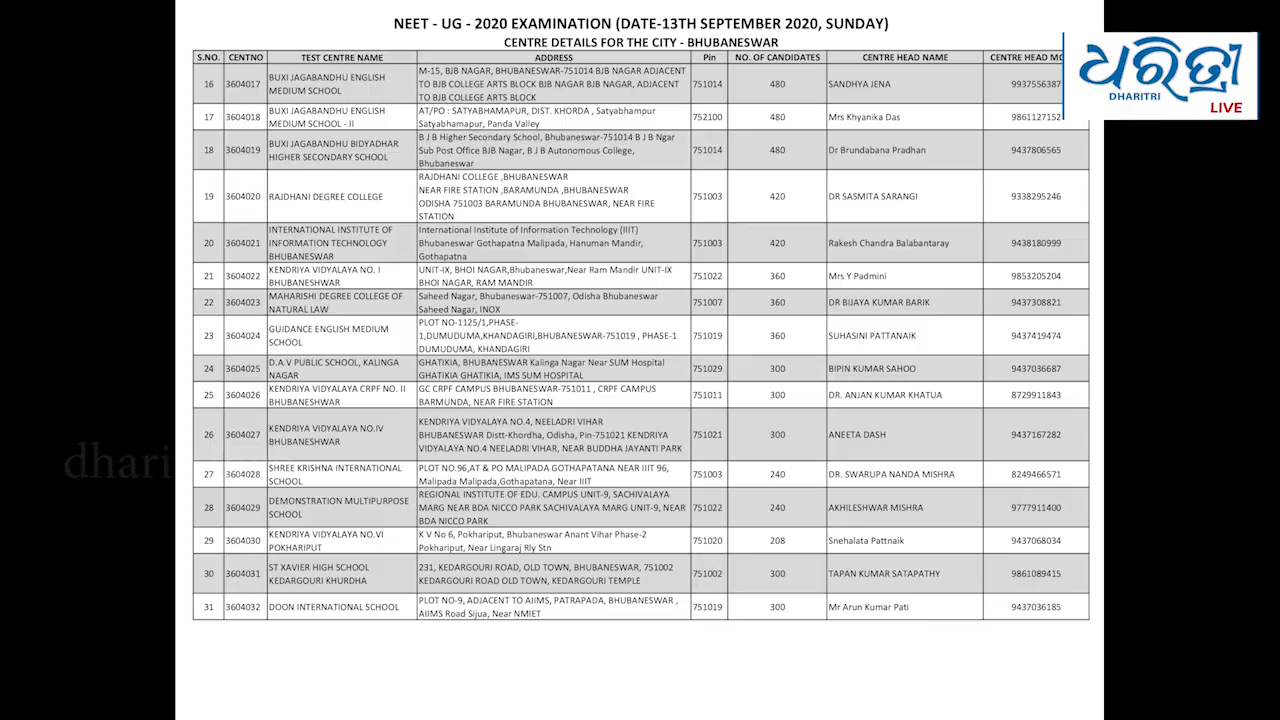 NEET - UG - 2020 EXAMINATION (DATE-13TH SEPTEMBER 2020, SUNDAY)
CENTRE DETAILS FOR THE CITY - BHUBANESWAR
S.NO. CENTNO TEST CENTRE NAME ADDRESS Pin NO. OF CANDIDATES CENTRE HEAD NAME CENTRE HEAD
ଧରିତ୍ରୀ
DHARITRI
LIVE
16 3604017 BUXI JAGABANDHU ENGLISH
MEDIUM SCHOOL
M-15, BJB NAGAR, BHUBANESWAR-751014 BJB NAGAR ADJACENT
TO BJB COLLEGE ARTS BLOCK BJB NAGAR BJB NAGAR, ADJACENT
TO BJB COLLEGE ARTS BLOCK
751014 480 SANDHYA JENA 9937556387
17 3604018 BUXI JAGABANDHU ENGLISH
MEDIUM SCHOOL - II
AT/PO : SATYABHAMAPUR, DIST. KHORDA , Satyabhampur
Satyabhamapur, Panda Valley
752100 480 Mrs Khyanika Das 9861127152
18 3604019 BUXI JAGABANDHU BIDYADHAR
HIGHER SECONDARY SCHOOL
B J B Higher Secondary School, Bhubaneswar-751014 B J B Ngar
Sub Post Office BJB Nagar, B J B Autonomous College,
Bhubaneswar
751014 480 Dr Brundabana Pradhan 9437806565
19 3604020 RAJDHANI DEGREE COLLEGE
RAJDHANI COLLEGE ,BHUBANESWAR
NEAR FIRE STATION ,BARAMUNDA ,BHUBANESWAR
ODISHA 751003 BARAMUNDA BHUBANESWAR, NEAR FIRE
STATION
751003 420 DR SASMITA SARANGI 9338295246
20 3604021 INTERNATIONAL INSTITUTE OF
INFORMATION TECHNOLOGY
BHUBANESWAR
International Institute of Information Technology (IIIT)
Bhubaneswar Gothapatna Malipada, Hanuman Mandir,
Gothapatna
751003 420 Rakesh Chandra Balabantaray 9438180999
21 3604022 KENDRIYA VIDYALAYA NO. I
BHUBANESHWAR
UNIT-IX, BHOI NAGAR,Bhubaneswar,Near Ram Mandir UNIT-IX
BHOI NAGAR, RAM MANDIR
751022 360 Mrs Y Padmini 9853205204
22 3604023 MAHARISHI DEGREE COLLEGE OF
NATURAL LAW
Saheed Nagar, Bhubaneswar-751007, Odisha Bhubaneswar
Saheed Nagar, INOX
751007 360 DR BIJAYA KUMAR BARIK 9437308821
23 3604024 GUIDANCE ENGLISH MEDIUM
SCHOOL
PLOT NO-1125/1,PHASE-
1,DUMUDUMA,KHANDAGIRI,BHUBANESWAR-751019 , PHASE-1
DUMUDUMA, KHANDAGIRI
751019 360 SUHASINI PATTANAIK 9437419474
24 3604025 D.A.V PUBLIC SCHOOL, KALINGA
NAGAR
GHATIKIA, BHUBANESWAR Kalinga Nagar Near SUM Hospital
GHATIKIA GHATIKIA, IMS SUM HOSPITAL
751029 300 BIPIN KUMAR SAHOO 9437036687
25 3604026 KENDRIYA VIDYALAYA CRPF NO. II
BHUBANESHWAR
GC CRPF CAMPUS BHUBANESWAR-751011 , CRPF CAMPUS
BARMUNDA, NEAR FIRE STATION
751011 300 DR. ANJAN KUMAR KHATUA 8729911843
26 3604027 KENDRIYA VIDYALAYA NO.IV
BHUBANESHWAR
KENDRIYA VIDYALAYA NO.4, NEELADRI VIHAR
BHUBANESWAR Distt-Khordha, Odisha, Pin-751021 KENDRIYA
VIDYALAYA NO.4 NEELADRI VIHAR, NEAR BUDDHA JAYANTI PARK
751021 300 ANEETA DASH 9437167282
27 3604028 SHREE KRISHNA INTERNATIONAL
SCHOOL
PLOT NO.96,AT & PO MALIPADA GOTHAPATANA NEAR IIIT 96,
Malipada Malipada,Gothapatana, Near IIIT
751003 240 DR. SWARUPA NANDA MISHRA 8249466571
28 3604029 DEMONSTRATION MULTIPURPOSE
SCHOOL
REGIONAL INSTITUTE OF EDU. CAMPUS UNIT-9, SACHIVALAYA
MARG NEAR BDA NICCO PARK SACHIVALAYA MARG UNIT-9, NEAR
BDA NICCO PARK
751022 240 AKHILESHWAR MISHRA 9777911400
29 3604030 KENDRIYA VIDYALAYA NO.VI
POKHARIPUT
K V No 6, Pokhariput, Bhubaneswar Anant Vihar Phase-2
Pokhariput, Near Lingaraj Rly Stn
751020 208 Snehalata Pattnaik 9437068034
30 3604031 ST XAVIER HIGH SCHOOL
KEDARGOURI KHURDHA
231, KEDARGOURI ROAD, OLD TOWN, BHUBANESWAR, 751002
KEDARGOURI ROAD OLD TOWN, KEDARGOURI TEMPLE
751002 300 TAPAN KUMAR SATAPATHY 9861089415
31 3604032 DOON INTERNATIONAL SCHOOL
PLOT NO-9, ADJACENT TO AIIMS, PATRAPADA, BHUBANESWAR ,
AIIMS Road Sijua, Near NMIET
751019 300 Mr Arun Kumar Pati 9437036185